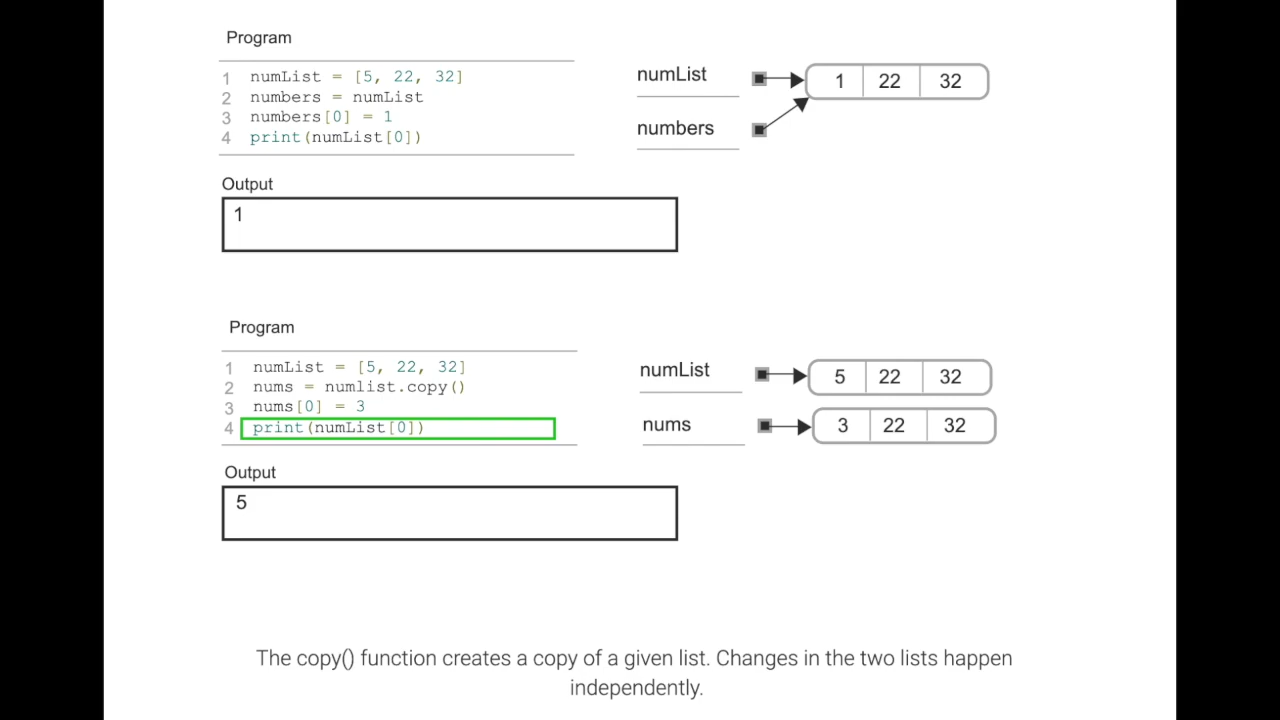 Program
1 numList = [5, 22, 32]
2 numbers = numList
3 numbers[0] = 1
4 print(numList[0])
numList
1 22 32
numbers
Output
1
Program
1 numList = [5, 22, 32]
2 nums = numlist.copy()
3 nums[0] = 3
4 print(numList[0])
numList
5 22 32
nums
3 22 32
Output
5
The copy() function creates a copy of a given list. Changes in the two lists happen
independently.